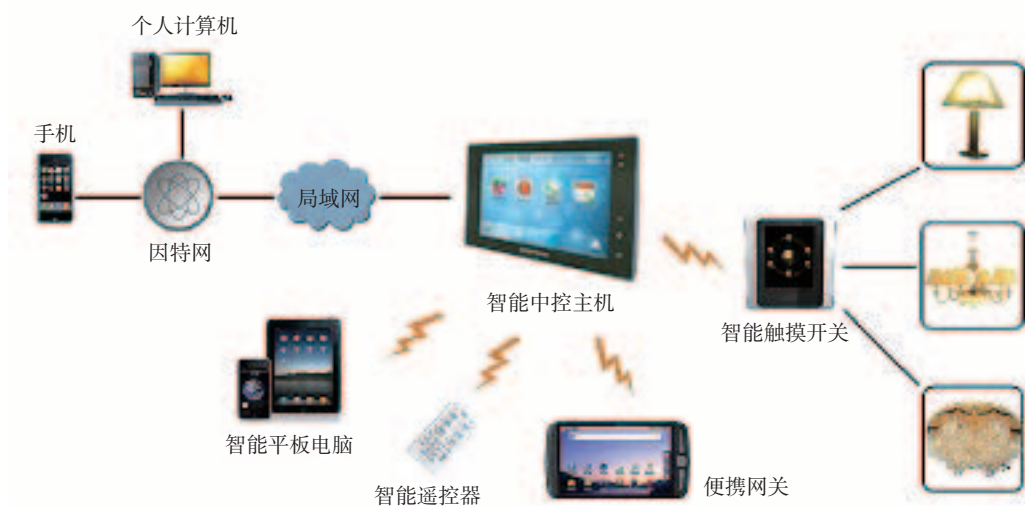 个人计算机
手机
局域网
因特网
智能中控主机
智能触摸开关
智能平板电脑
智能遥控器
便携网关